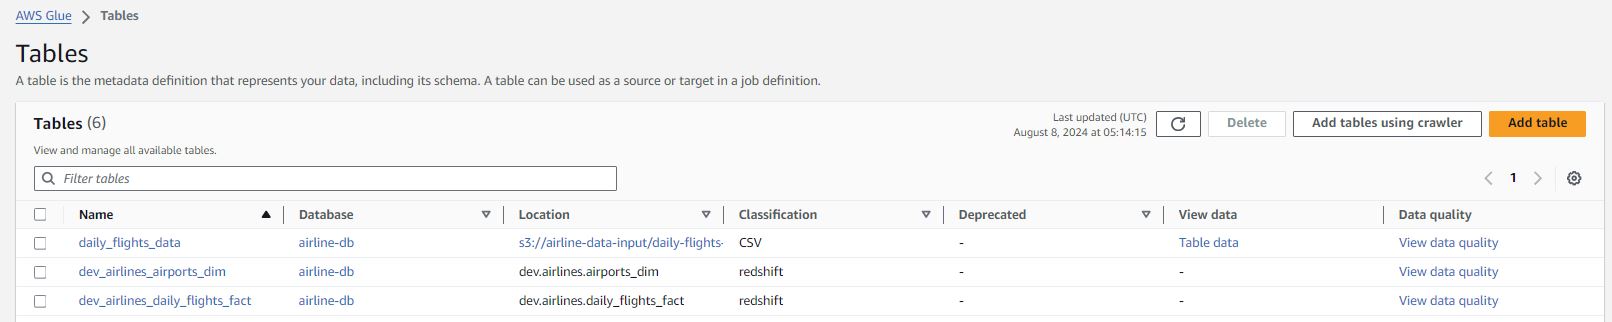 AWS Glue > Tables
Tables
A table is the metadata definition that represents your data, including its schema. A table can be used as a source or target in a job definition.
Tables (6)
Last updated (UTC)
August 8, 2024 at 05:14:15
Delete
Add tables using crawler
Add table
View and manage all available tables.
Filter tables
1
Name Database Location Classification Deprecated View data Data quality
daily_flights_data airline-db s3://airline-data-input/daily-flights- CSV - Table data View data quality
dev_airlines_airports_dim airline-db dev.airlines.airports_dim redshift - - View data quality
dev_airlines_daily_flights_fact airline-db dev.airlines.daily_flights_fact redshift - - View data quality